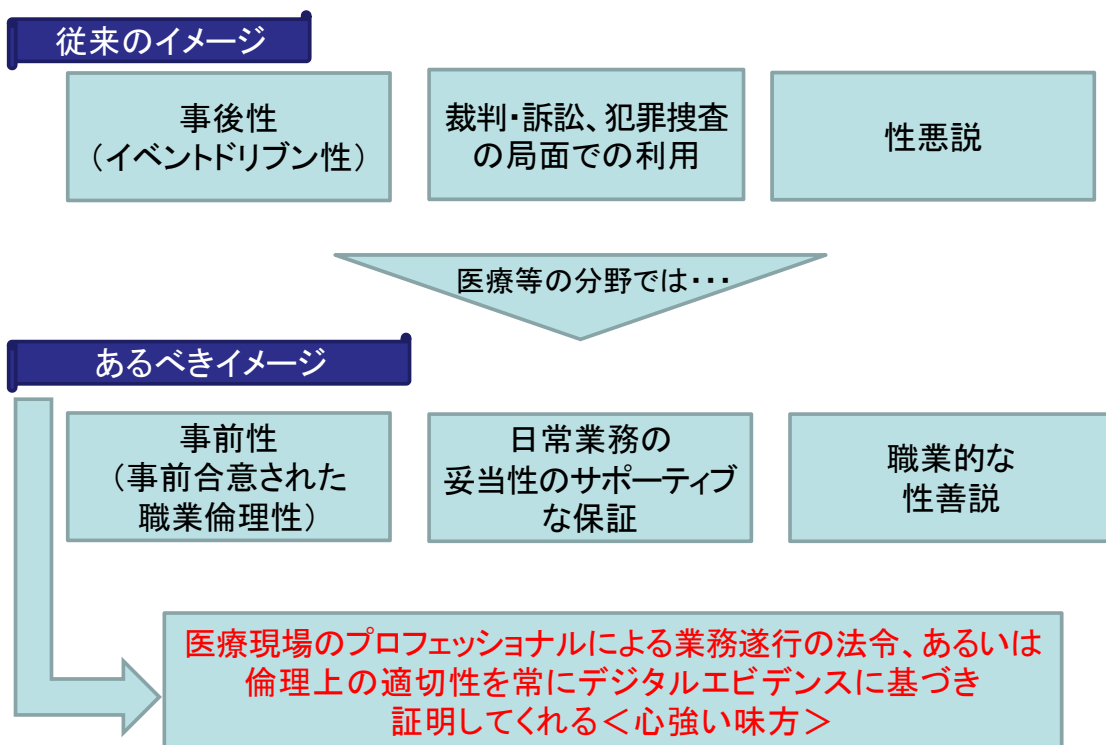 従来のイメージ
事後性
（イベントドリブン性）
裁判・訴訟、犯罪捜査
の局面での利用
性悪説
医療等の分野では・・・
あるべきイメージ
事前性
（事前合意された
職業倫理性）
日常業務の
妥当性のサポーティブ
な保証
職業的な
性善説
医療現場のプロフェッショナルによる業務遂行の法令、あるいは
倫理上の適切性を常にデジタルエビデンスに基づき
証明してくれる＜心強い味方＞